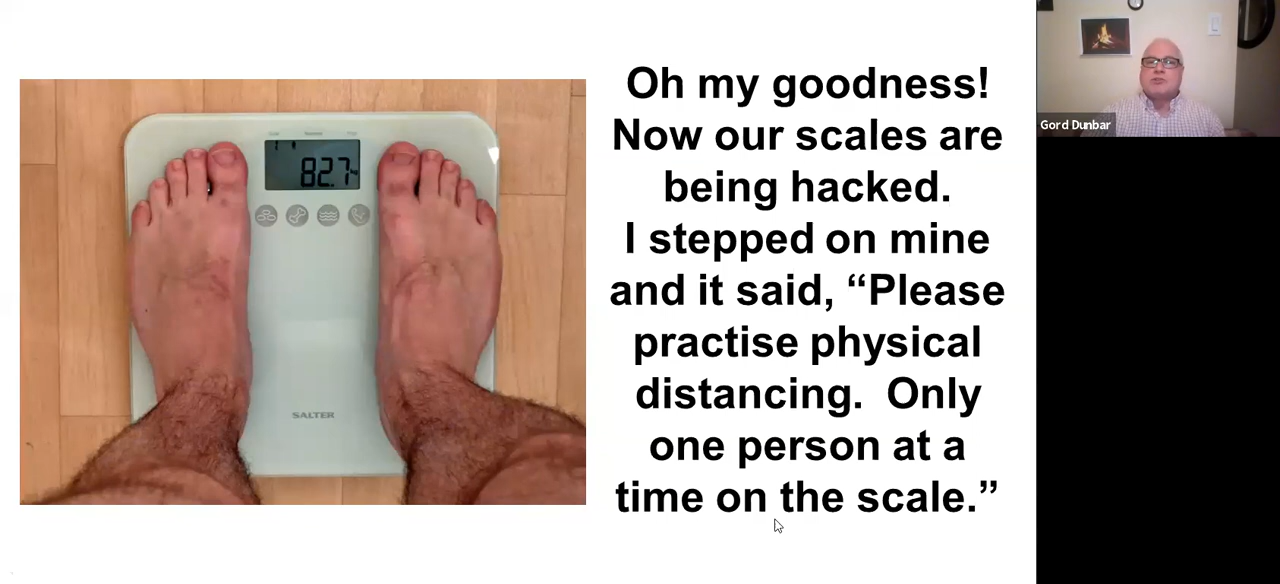 Oh my goodness!
Now our scales are
being hacked.
I stepped on mine
and it said, “Please
practise physical
distancing.  Only
one person at a
time on the scale.”
82.7
SALTER
Gord Dunbar